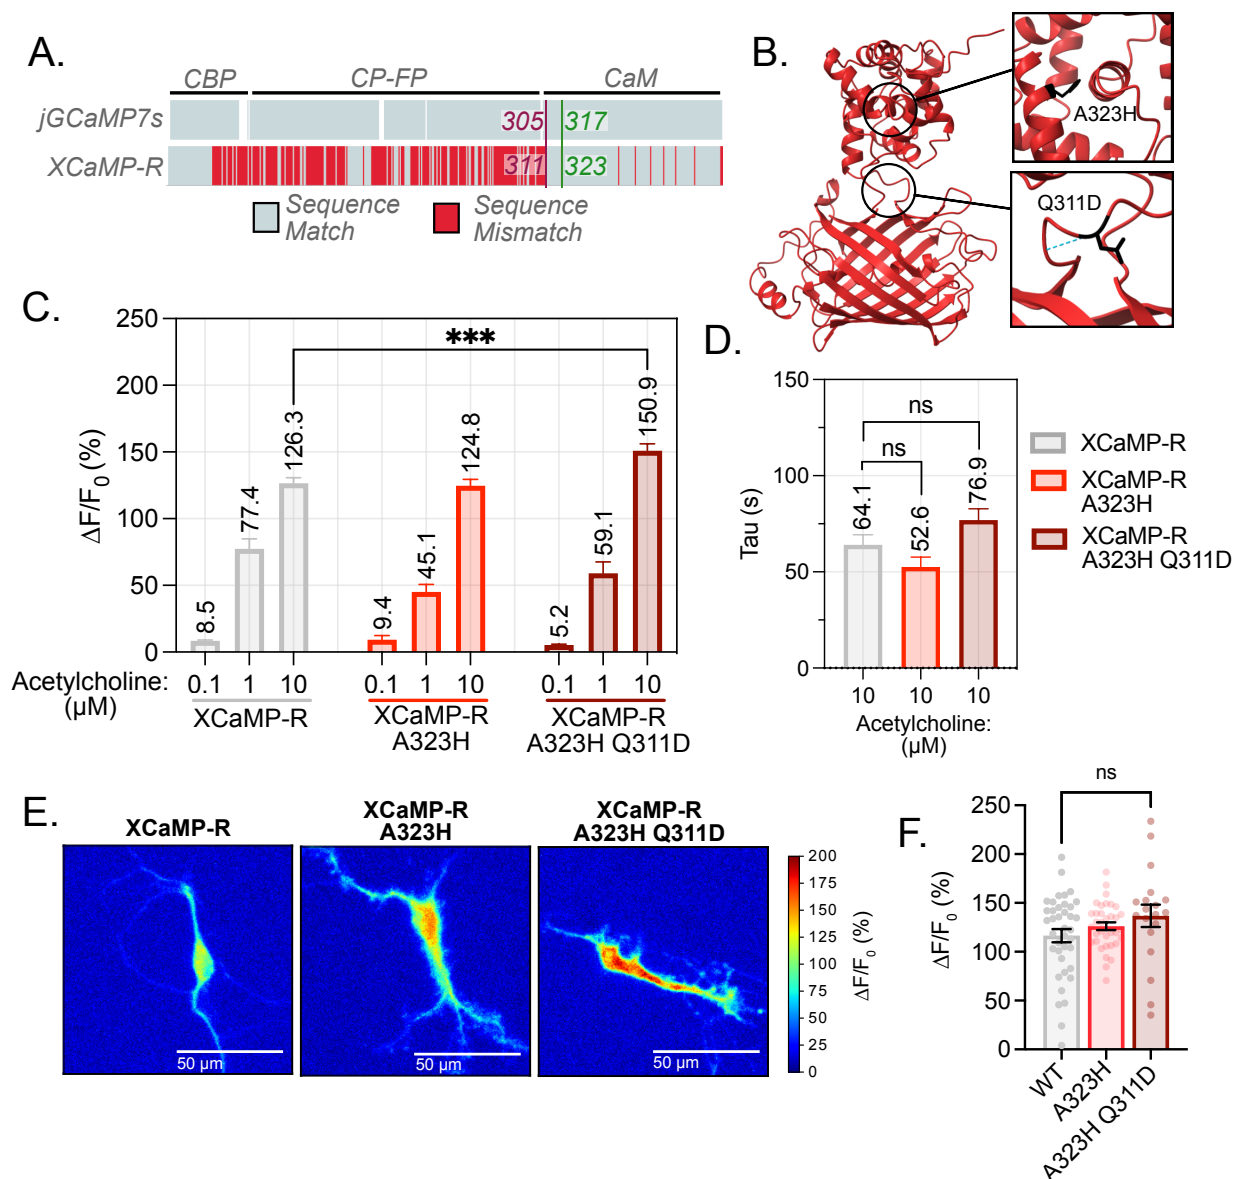 A.
CBP CP-FP CaM
jGCaMP7s 305 317
XCaMP-R 311 323
Sequence Match
Sequence Mismatch
B.
A323H
Q311D
C.
ΔF/F0 (%)
250
200
150
100
50
0
***
8.5 77.4 126.3 9.4 45.1 124.8 5.2 59.1 150.9
Acetylcholine: (µM)
0.1 1 10 0.1 1 10 0.1 1 10
XCaMP-R
XCaMP-R A323H
XCaMP-R A323H Q311D
D.
Tau (s)
150
100
50
0
ns
ns
64.1 52.6 76.9
10 10 10
Acetylcholine:
(µM)
XCaMP-R
XCaMP-R
A323H
XCaMP-R
A323H Q311D
E.
XCaMP-R
XCaMP-R
A323H
XCaMP-R
A323H Q311D
50 µm
50 µm
50 µm
200
175
150
125
100
75
50
25
0
ΔF/F0 (%)
F.
ns
ΔF/F0 (%)
250
200
150
100
50
0
WT
A323H
A323H Q311D